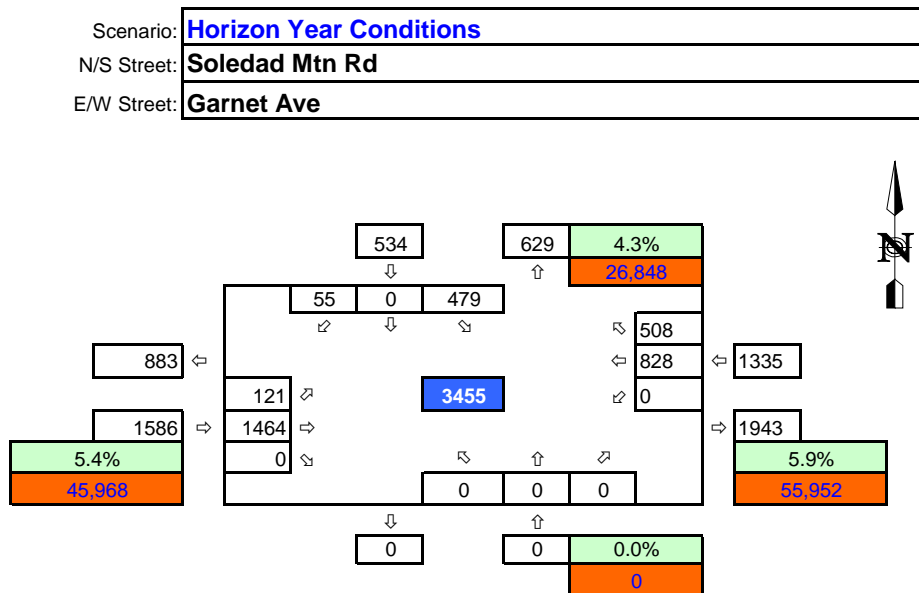 Scenario: Horizon Year Conditions
N/S Street: Soledad Mtn Rd
E/W Street: Garnet Ave
N
534 629 4.3%
⇩ ⇧ 26,848
55 0 479
⬃ ⇩ ⬂ ⬁ 508
883 ⇦ ⇦ 828 ⇦ 1335
121 ⬀ 3455 ⬃ 0
1586 ⇨ 1464 ⇨ ⇨ 1943
5.4% 0 ⬂ ⬁ ⇧ ⬀ 5.9%
45,968 0 0 0 55,952
⇩ ⇧
0 0 0.0%
0